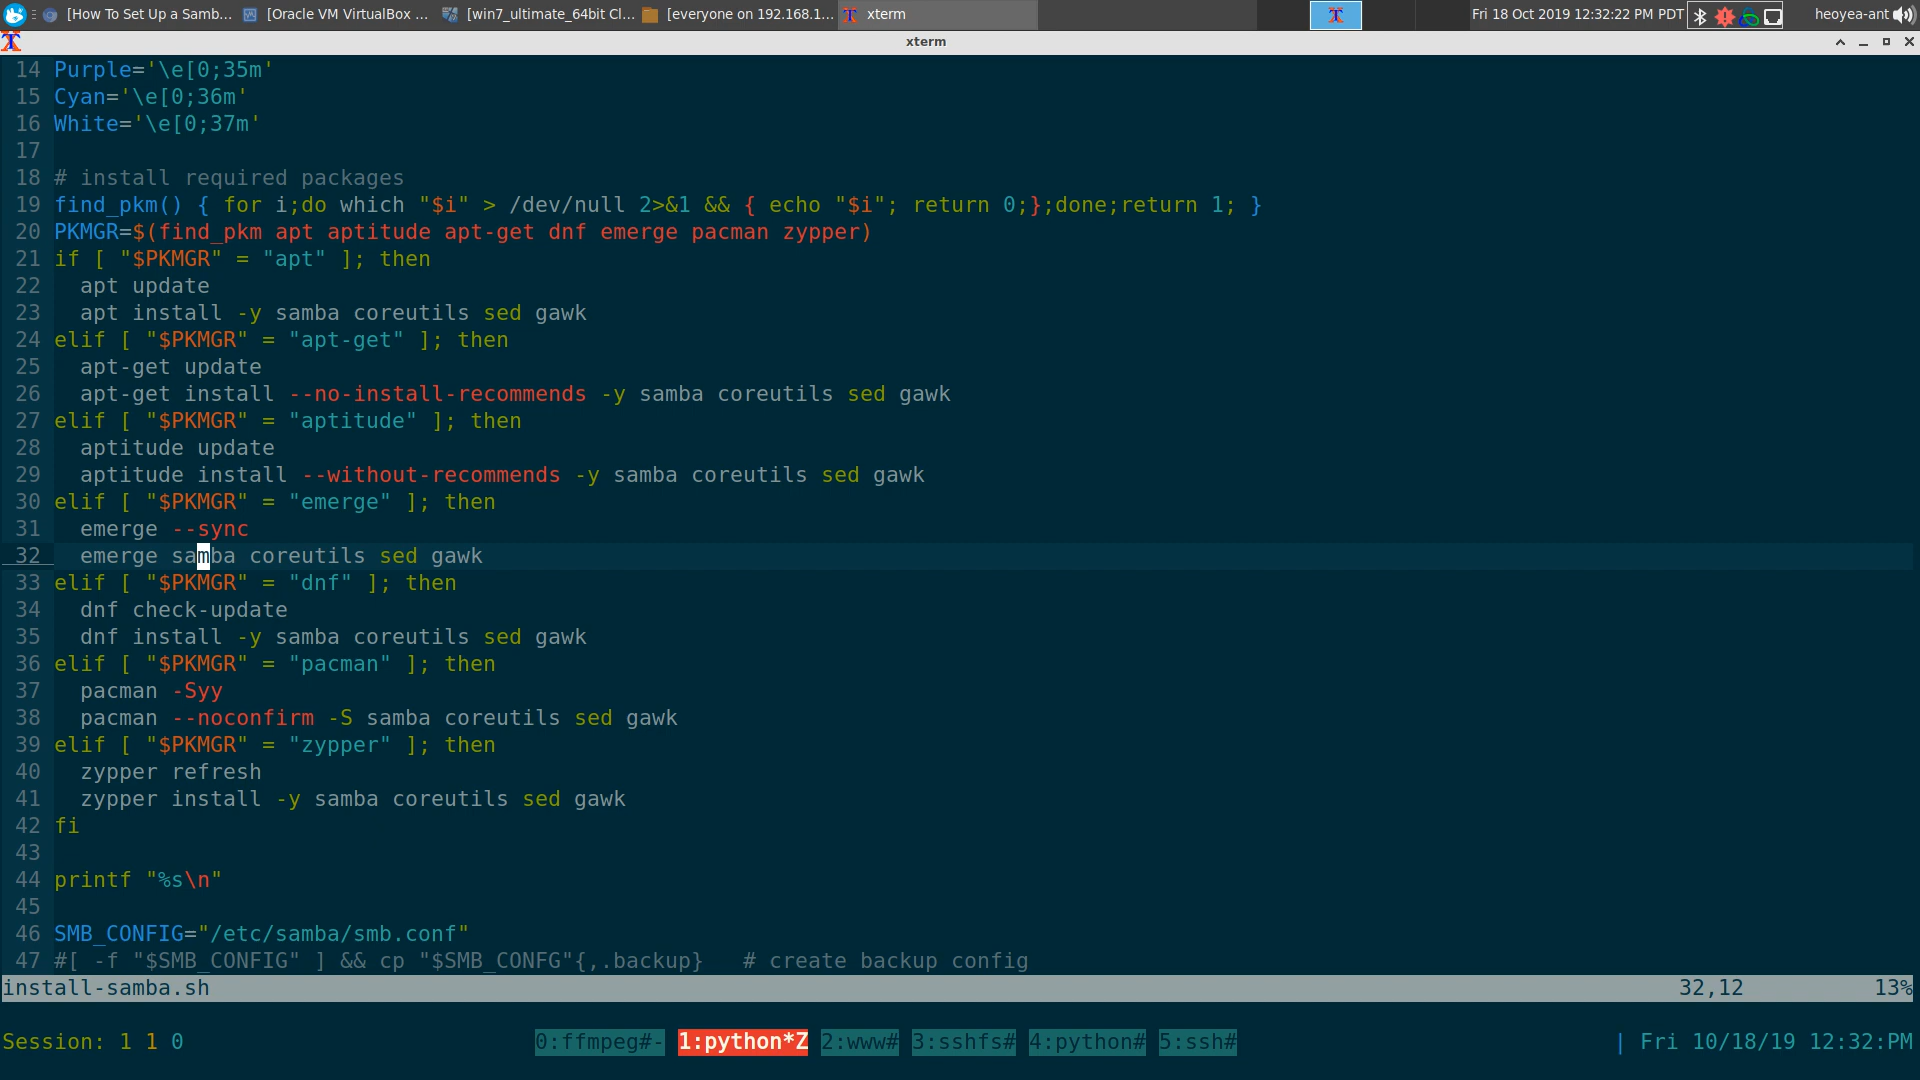 [How To Set Up a Samb... [Oracle VM VirtualBox ... [win7_ultimate_64bit Cl... [everyone on 192.168.1... xterm Fri 18 Oct 2019 12:32:22 PM PDT heoyea-ant
xterm
14 Purple='\e[0;35m'
15 Cyan='\e[0;36m'
16 White='\e[0;37m'
17
18 # install required packages
19 find_pkm() { for i;do which "$i" > /dev/null 2>&1 && { echo "$i"; return 0;};done;return 1; }
20 PKMGR=$(find_pkm apt aptitude apt-get dnf emerge pacman zypper)
21 if [ "$PKMGR" = "apt" ]; then
22   apt update
23   apt install -y samba coreutils sed gawk
24 elif [ "$PKMGR" = "apt-get" ]; then
25   apt-get update
26   apt-get install --no-install-recommends -y samba coreutils sed gawk
27 elif [ "$PKMGR" = "aptitude" ]; then
28   aptitude update
29   aptitude install --without-recommends -y samba coreutils sed gawk
30 elif [ "$PKMGR" = "emerge" ]; then
31   emerge --sync
32   emerge samba coreutils sed gawk
33 elif [ "$PKMGR" = "dnf" ]; then
34   dnf check-update
35   dnf install -y samba coreutils sed gawk
36 elif [ "$PKMGR" = "pacman" ]; then
37   pacman -Syy
38   pacman --noconfirm -S samba coreutils sed gawk
39 elif [ "$PKMGR" = "zypper" ]; then
40   zypper refresh
41   zypper install -y samba coreutils sed gawk
42 fi
43
44 printf "%s\n"
45
46 SMB_CONFIG="/etc/samba/smb.conf"
47 #[ -f "$SMB_CONFIG" ] && cp "$SMB_CONFG"{,.backup}   # create backup config
install-samba.sh 32,12 13%
Session: 1 1 0 0:ffmpeg#- 1:python*Z 2:www# 3:sshfs# 4:python# 5:ssh# | Fri 10/18/19 12:32:PM